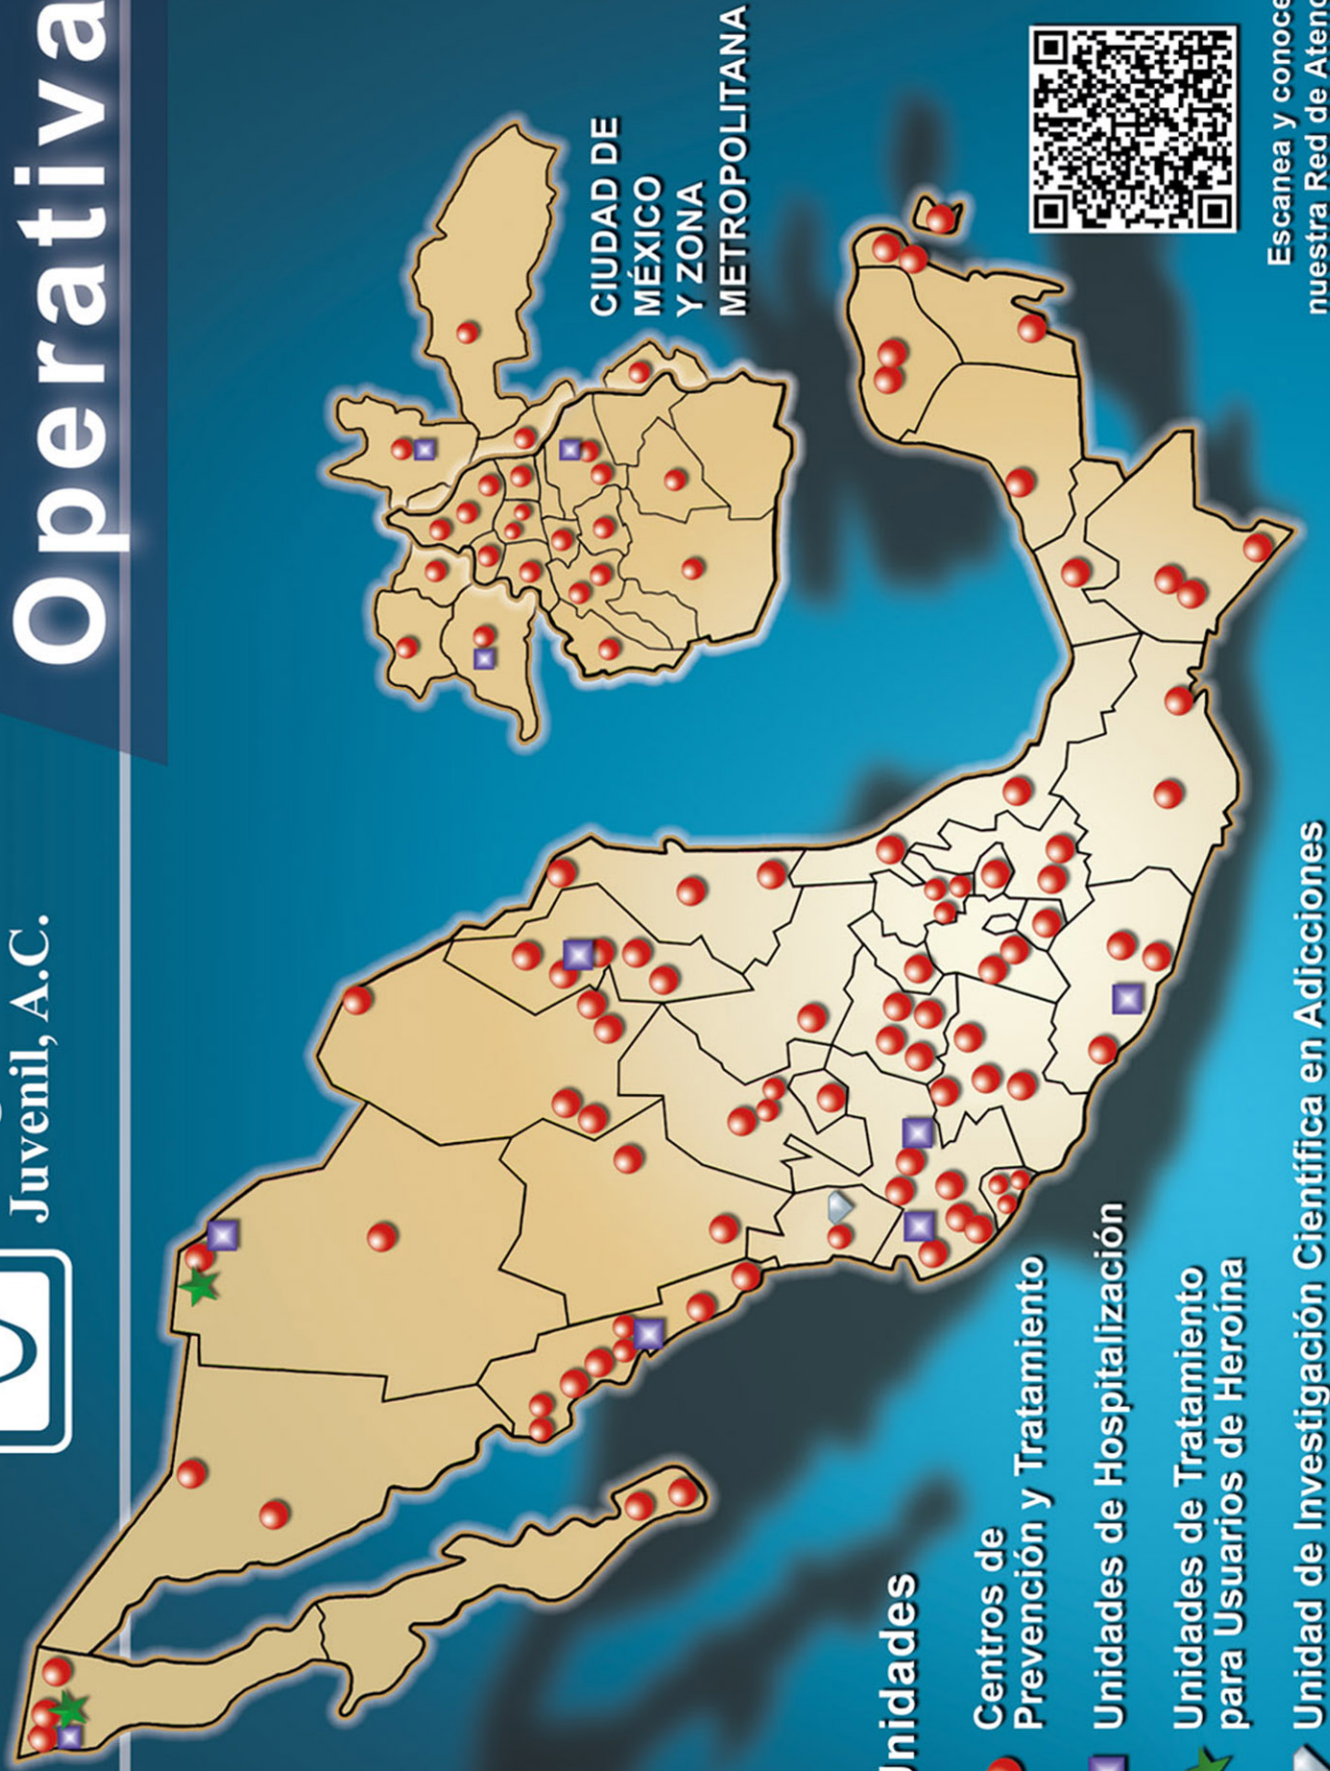 Juvenil, A.C.
Operativa
CIUDAD DE
MÉXICO
Y ZONA
METROPOLITANA
Escanea y conoce
nuestra Red de
Unidades
Centros de
Prevención y Tratamiento
Unidades de Hospitalización
Unidades de Tratamiento
para Usuarios de Heroína
Unidad de Investigación Científica en Adicciones